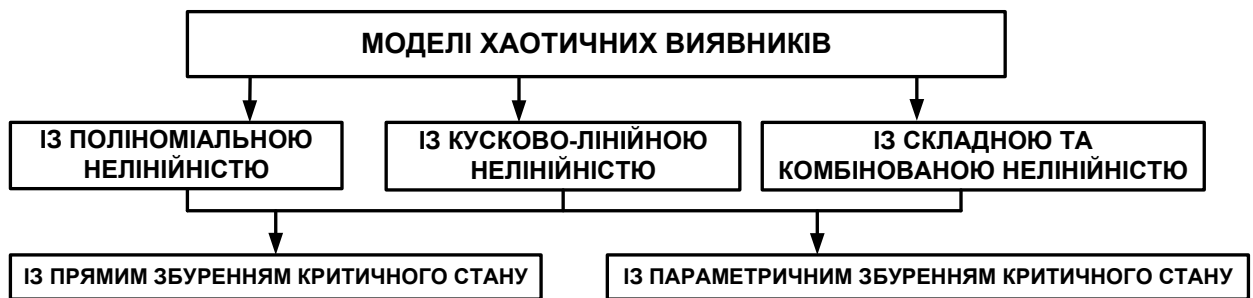 МОДЕЛІ ХАОТИЧНИХ ВИЯВНИКІВ
ІЗ ПОЛІНОМІАЛЬНОЮ
НЕЛІНІЙНІСТЮ
ІЗ КУСКОВО-ЛІНІЙНОЮ
НЕЛІНІЙНІСТЮ
ІЗ СКЛАДНОЮ ТА
КОМБІНОВАНОЮ НЕЛІНІЙНІСТЮ
ІЗ ПРЯМИМ ЗБУРЕННЯМ КРИТИЧНОГО СТАНУ
ІЗ ПАРАМЕТРИЧНИМ ЗБУРЕННЯМ КРИТИЧНОГО СТАНУ